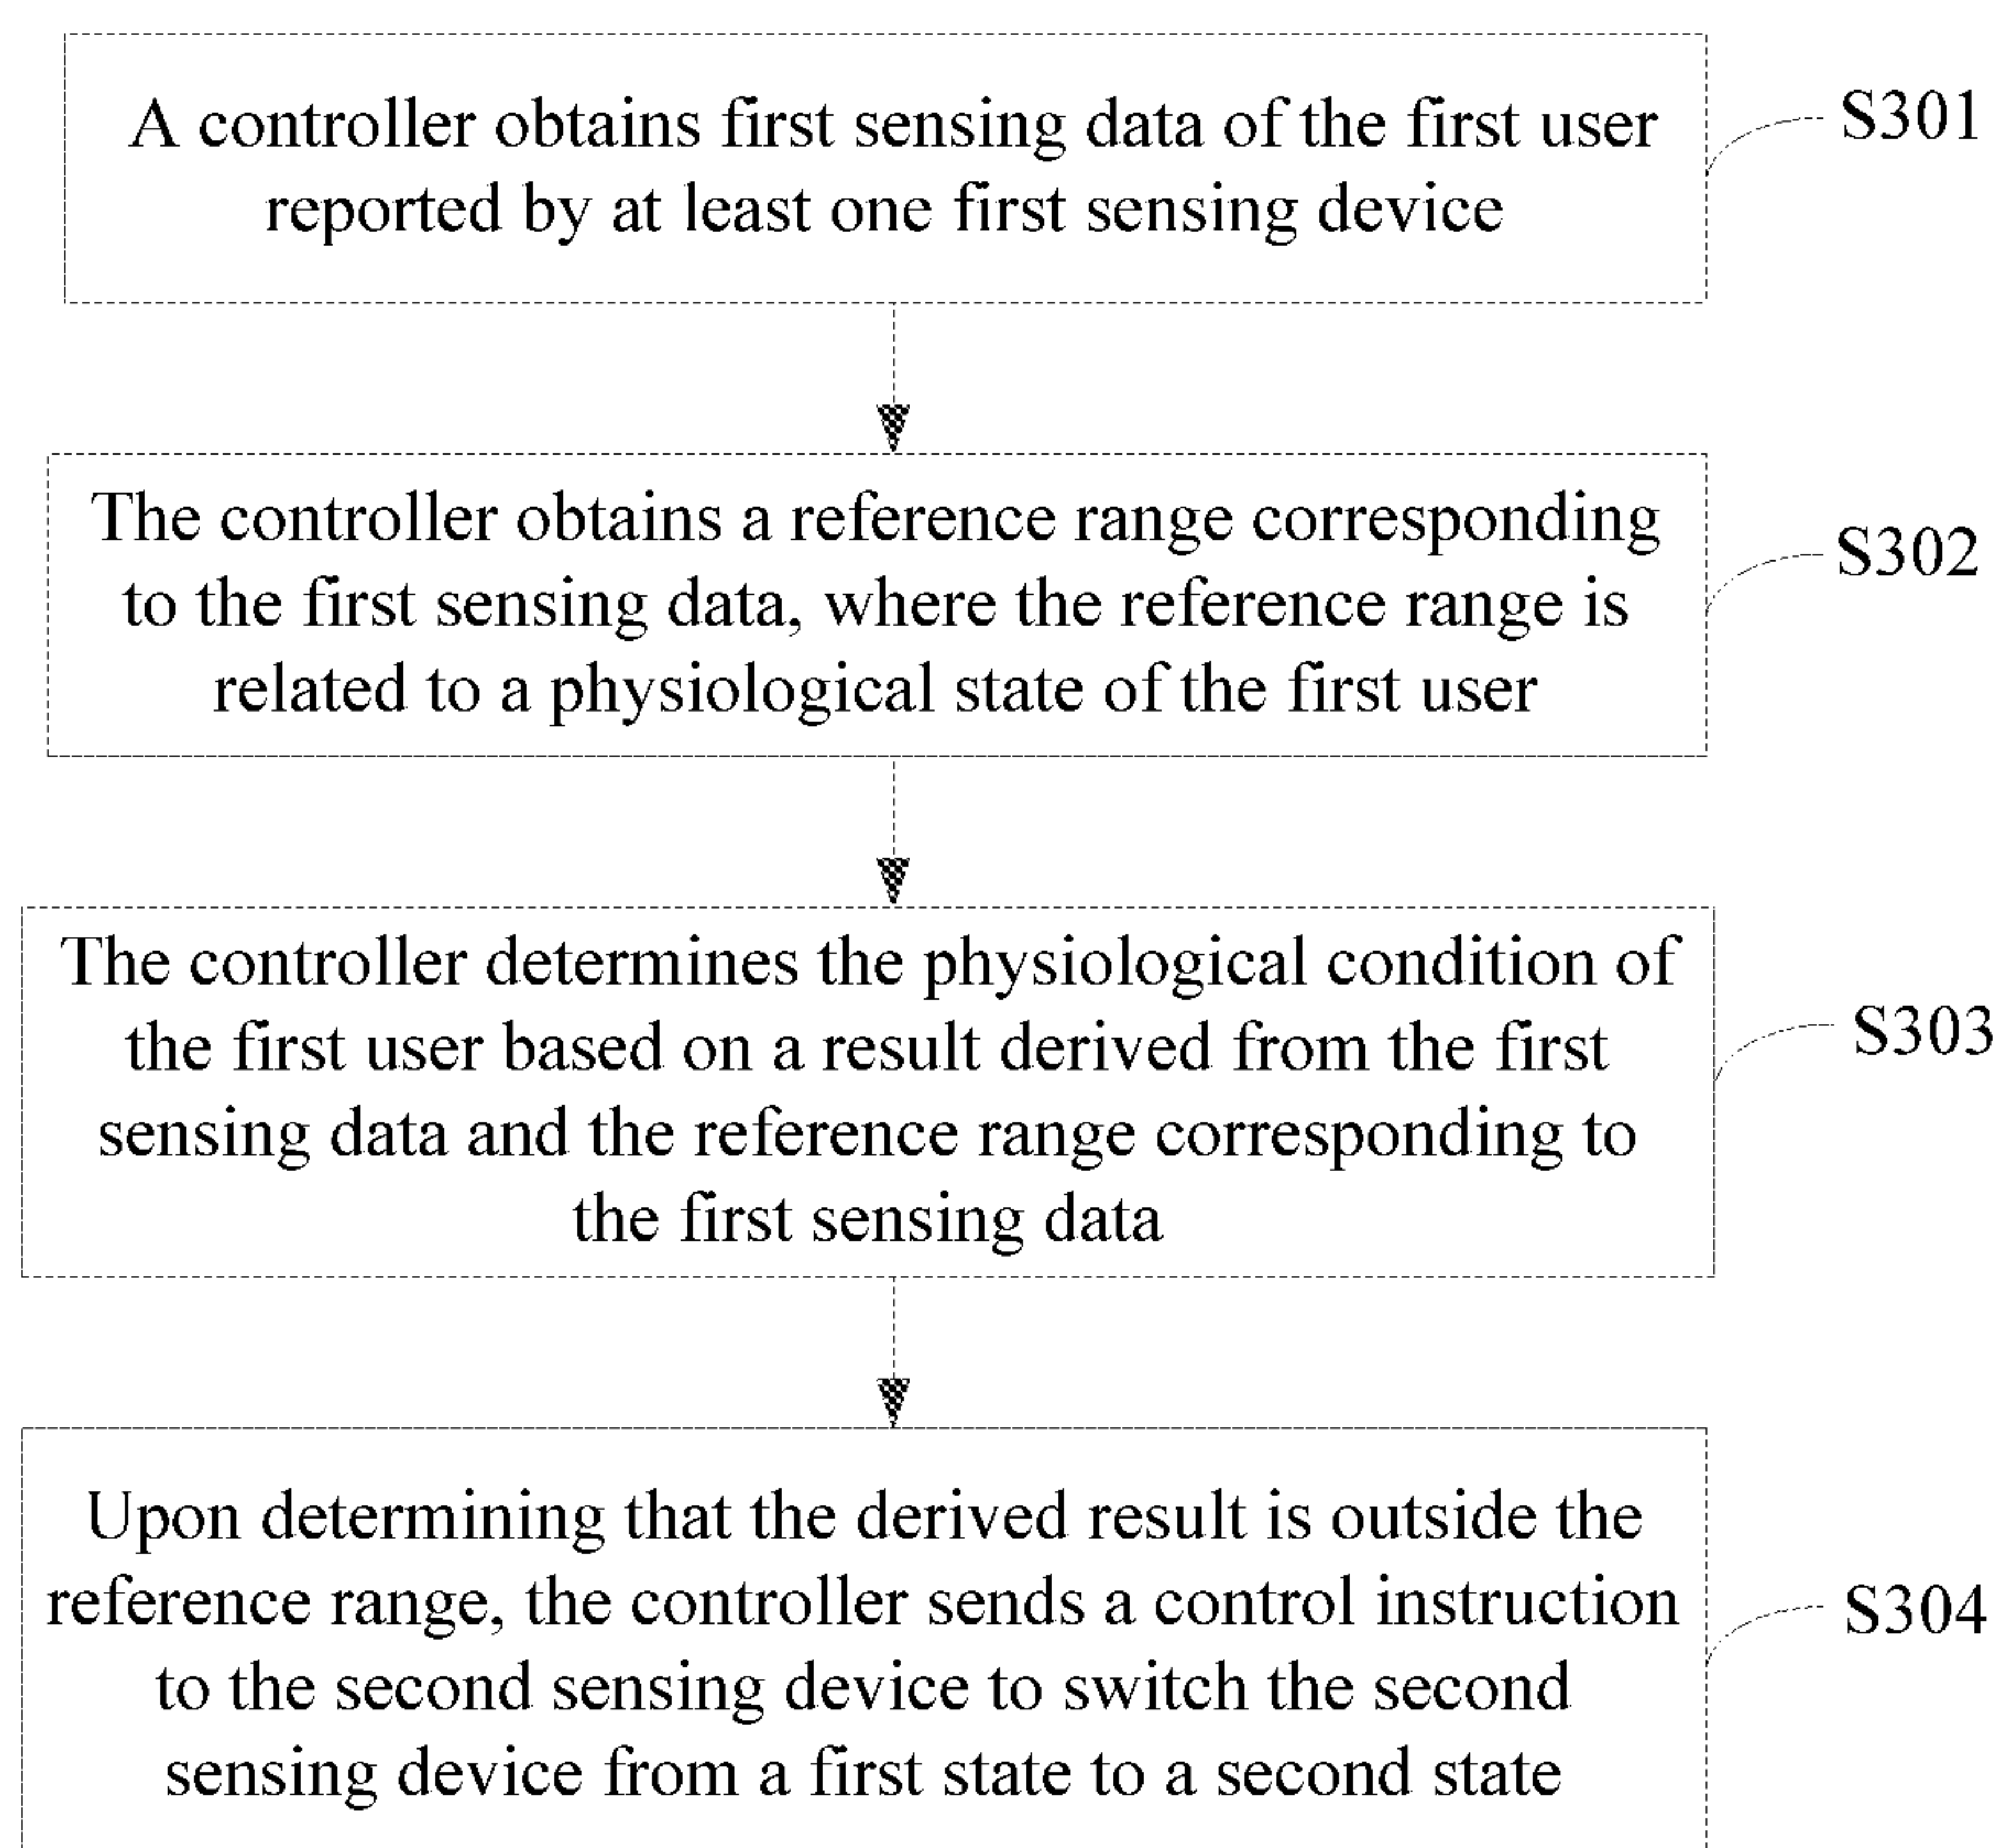 A controller obtains first sensing data of the first user
reported by at least one first sensing device
S301
The controller obtains a reference range corresponding
to the first sensing data, where the reference range is
related to a physiological state of the first user
S302
The controller determines the physiological condition of
the first user based on a result derived from the first
sensing data and the reference range corresponding to
the first sensing data
S303
Upon determining that the derived result is outside the
reference range, the controller sends a control instruction
to the second sensing device to switch the second
sensing device from a first state to a second state
S304